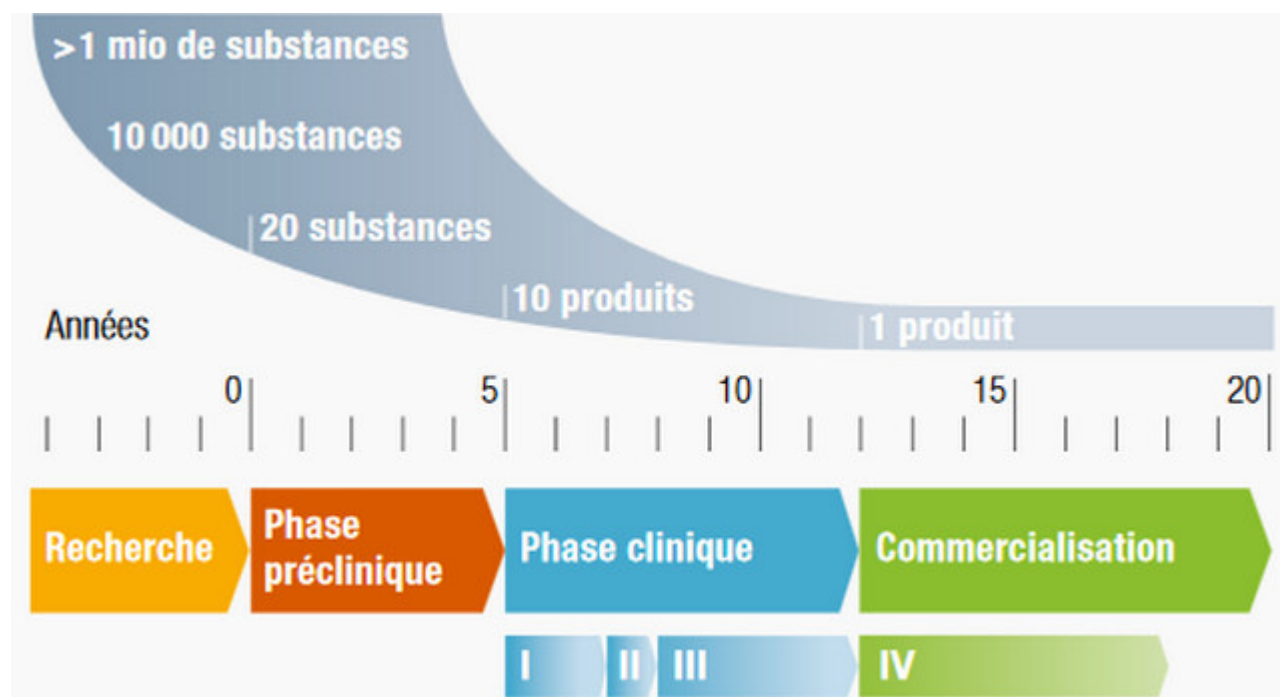 >1 mio de substances
10 000 substances
20 substances
10 produits
1 produit
Années
0 5 10 15 20
Recherche
Phase
préclinique
Phase clinique
Commercialisation
I II III IV